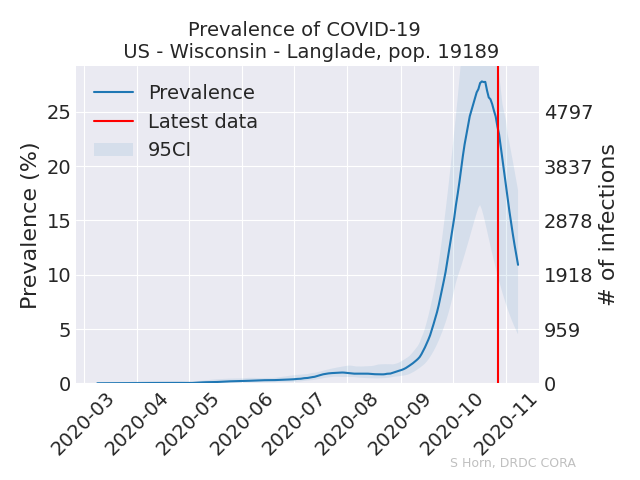 Prevalence of COVID-19
US - Wisconsin - Langlade, pop. 19189
Prevalence
Latest data
95CI
Prevalence (%)
25
20
15
10
5
0
4797
3837
2878
1918
959
0
# of infections
2020-03
2020-04
2020-05
2020-06
2020-07
2020-08
2020-09
2020-10
2020-11
S Horn, DRDC CORA